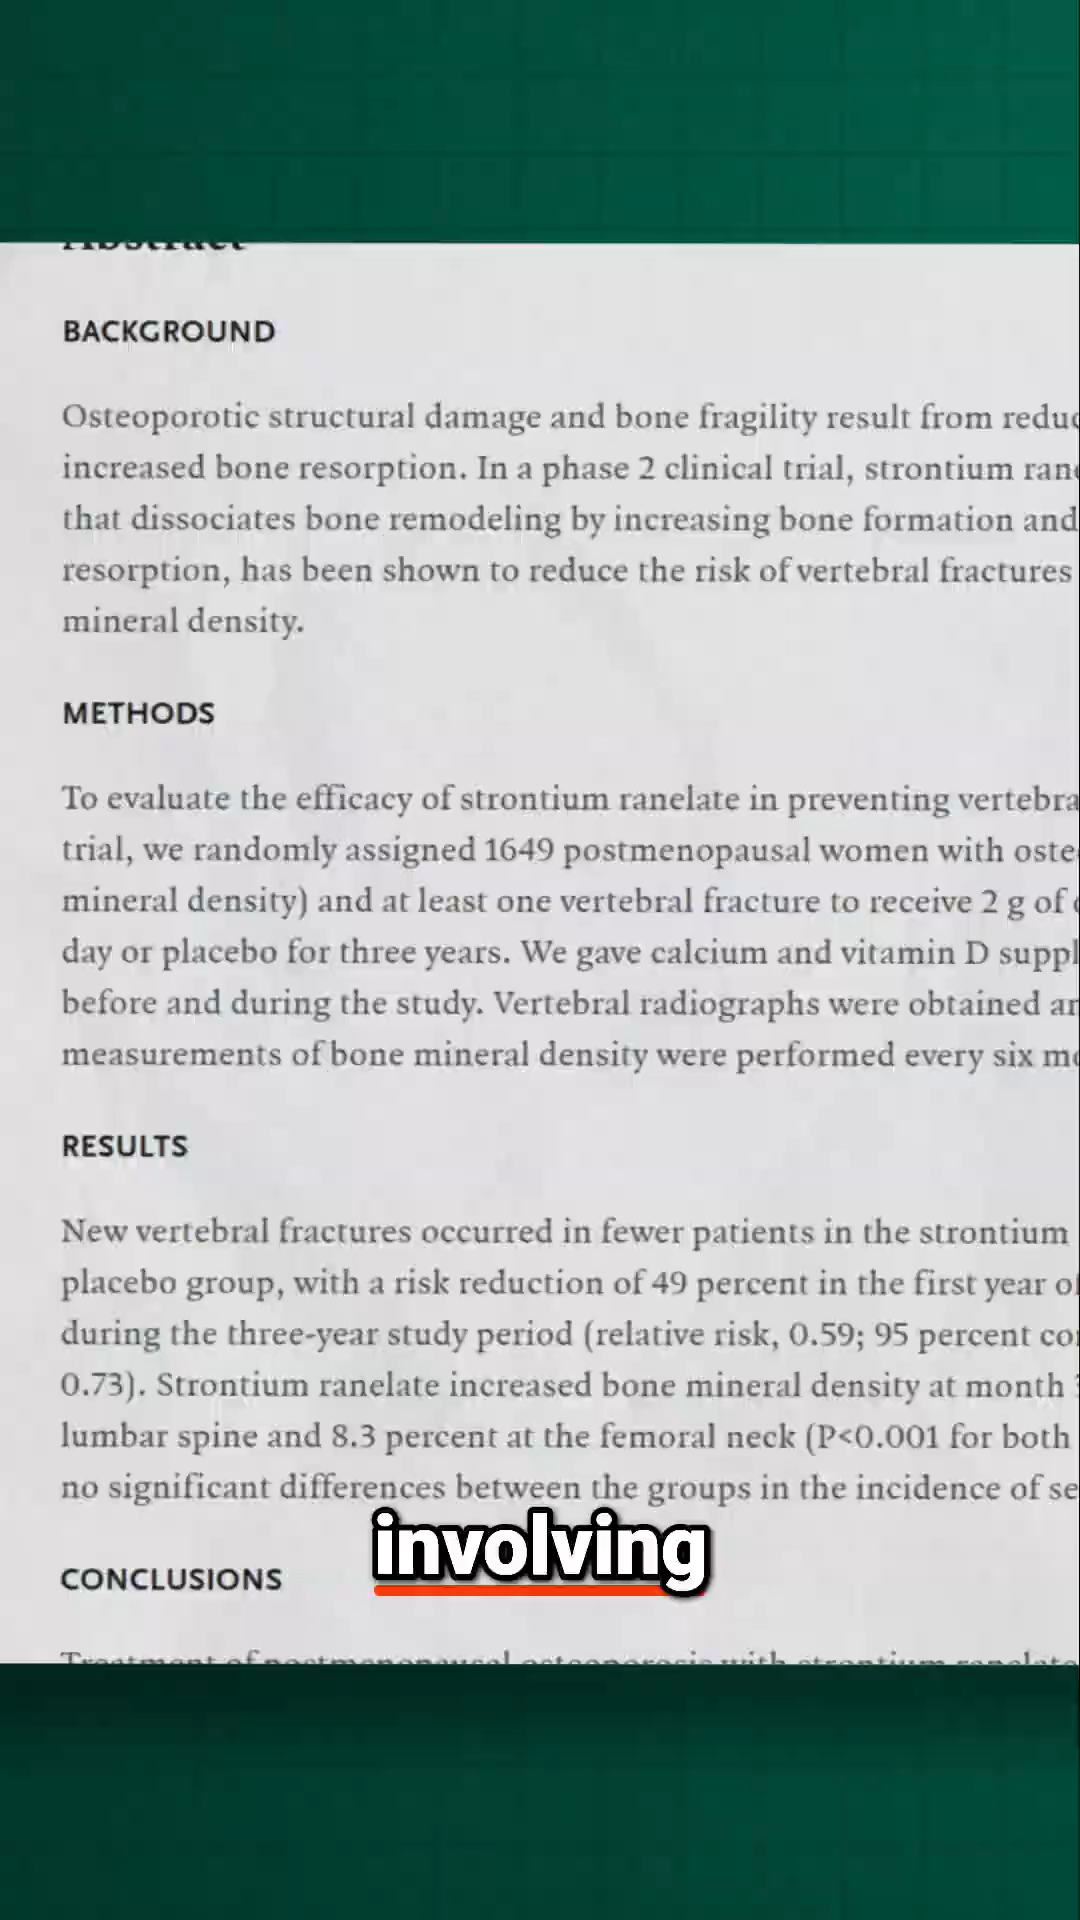 Abstract
BACKGROUND
Osteoporotic structural damage and bone fragility result from
increased bone resorption. In a phase 2 clinical trial, strontium
that dissociates bone remodeling by increasing bone formation and
resorption, has been shown to reduce the risk of vertebral fractures
mineral density.
METHODS
To evaluate the efficacy of strontium ranelate in preventing
trial, we randomly assigned 1649 postmenopausal women with
mineral density) and at least one vertebral fracture to receive 2 g of
day or placebo for three years. We gave calcium and vitamin D
before and during the study. Vertebral radiographs were obtained
measurements of bone mineral density were performed every six
RESULTS
New vertebral fractures occurred in fewer patients in the strontium
placebo group, with a risk reduction of 49 percent in the first year
during the three-year study period (relative risk, 0.59; 95 percent
0.73). Strontium ranelate increased bone mineral density at month
lumbar spine and 8.3 percent at the femoral neck (P<0.001 for both
no significant differences between the groups in the incidence of
involving
CONCLUSIONS
Treatment of postmenopausal osteoporosis with strontium ranelate